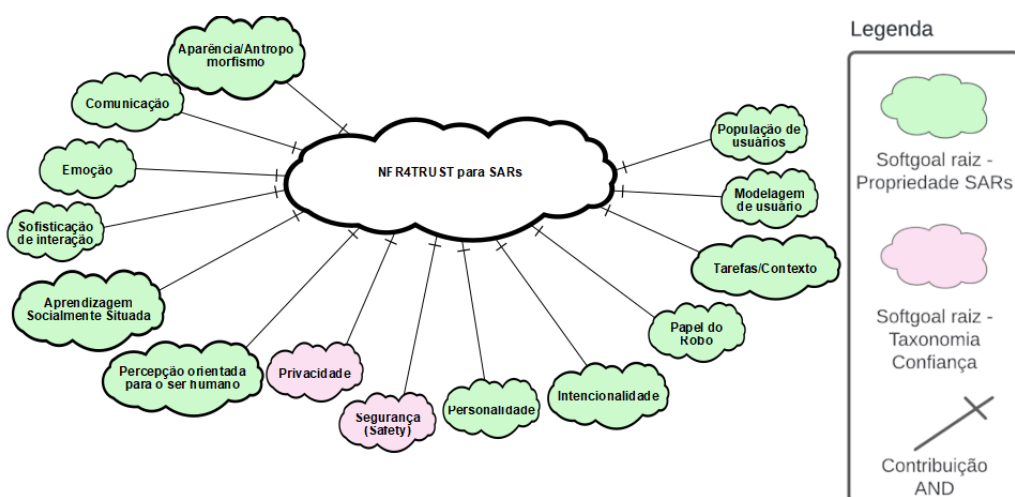 Aparência/Antropo
morfismo
Comunicação
Emoção
Sofisticação
de interação
Aprendizagem
Socialmente Situada
Percepção orientada
para o ser humano
Privacidade
Segurança
(Safety)
Personalidade
Intencionalidade
Papel do
Robo
Tarefas/Contexto
Modelagem
de usuário
População de
usuários
NFR4TRUST para SARs
Legenda
Softgoal raiz -
Propriedade SARs
Softgoal raiz -
Taxonomia
Confiança
Contribuição
AND